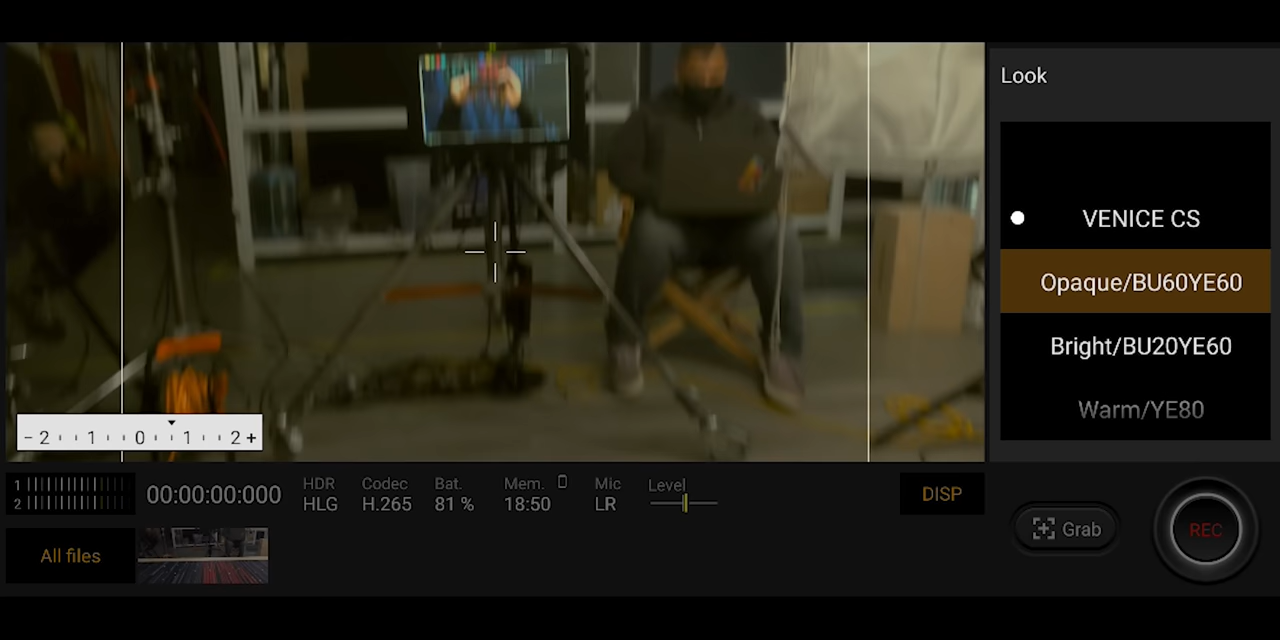 Look
VENICE CS
Opaque/BU60YE60
Bright/BU20YE60
Warm/YE80
− 2 1 0 1 2 +
1
2
00:00:00:000
HDR
HLG
Codec
H.265
Bat.
81 %
Mem.
18:50
Mic
LR
Level
DISP
All files
Grab
REC